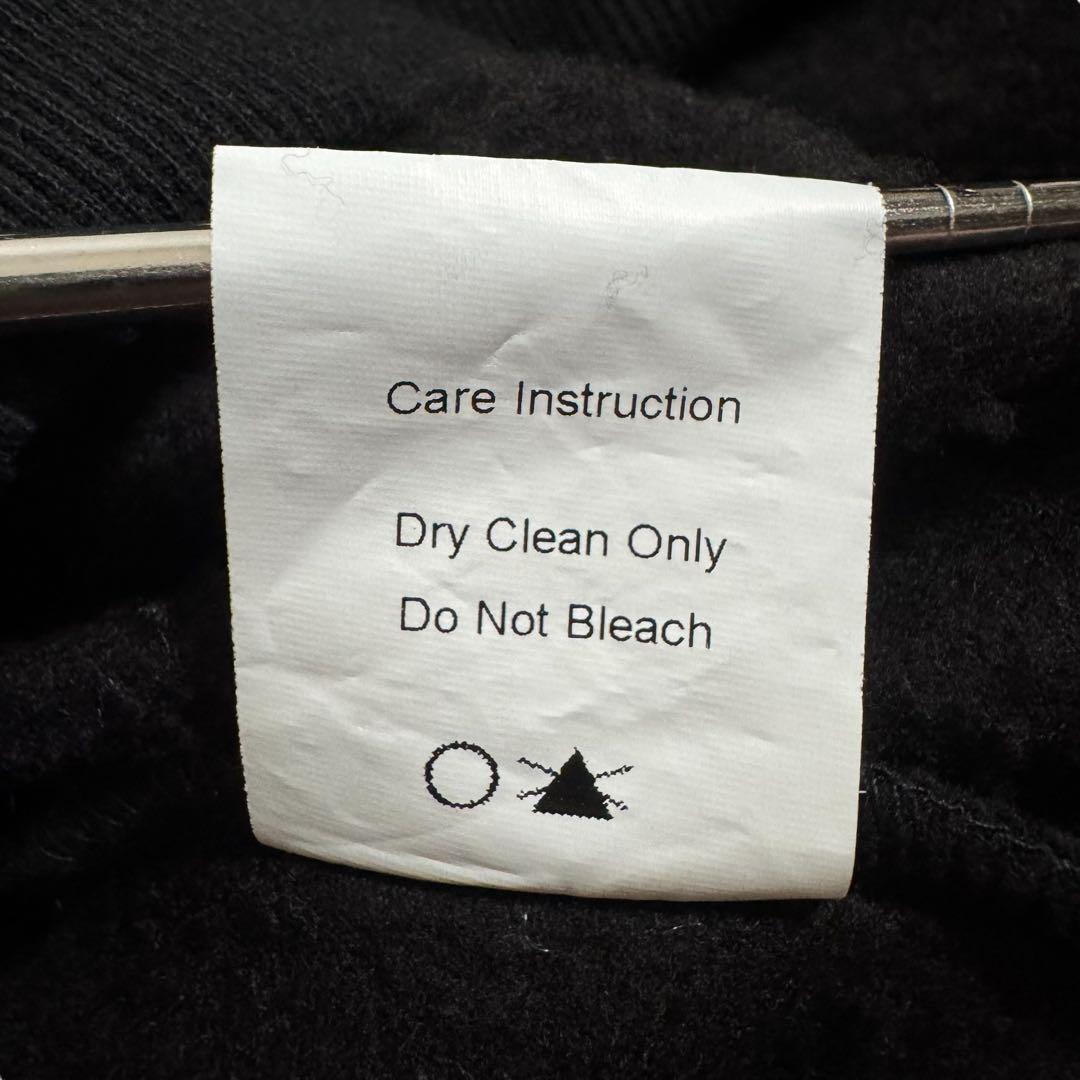 Care Instruction
Dry Clean Only
Do Not Bleach